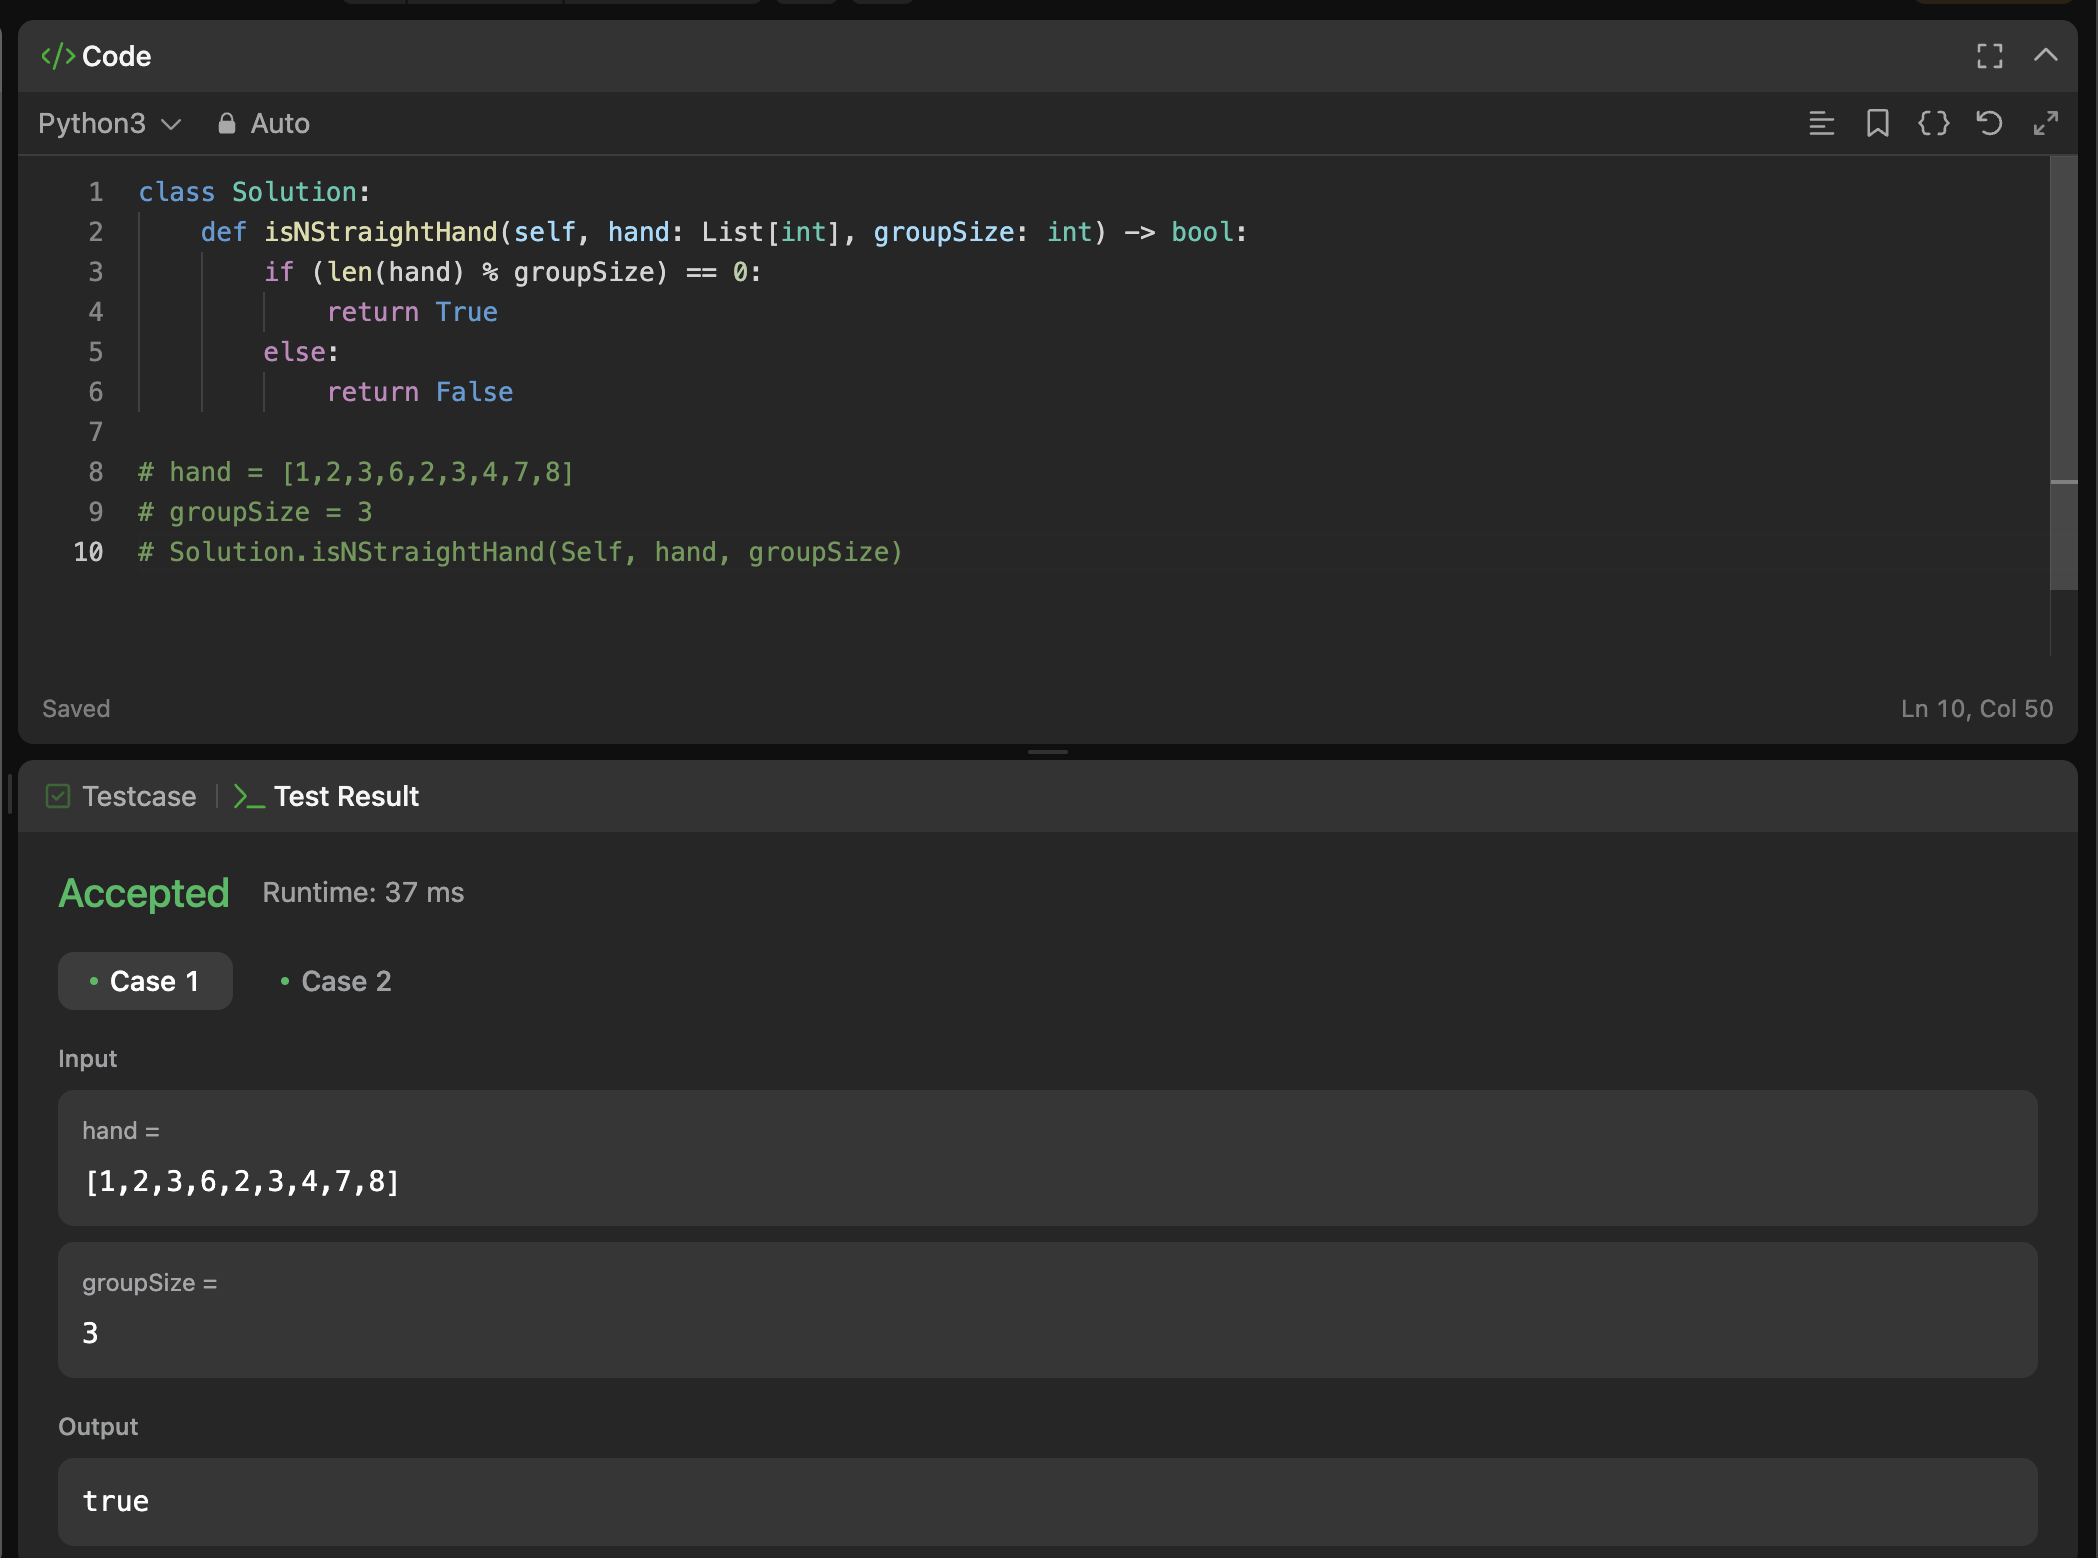 </> Code
Python3 Auto
1 class Solution:
2 def isNStraightHand(self, hand: List[int], groupSize: int) -> bool:
3 if (len(hand) % groupSize) == 0:
4 return True
5 else:
6 return False
7
8 # hand = [1,2,3,6,2,3,4,7,8]
9 # groupSize = 3
10 # Solution.isNStraightHand(Self, hand, groupSize)
Saved Ln 10, Col 50
Testcase | >_ Test Result
Accepted Runtime: 37 ms
• Case 1 • Case 2
Input
hand =
[1,2,3,6,2,3,4,7,8]
groupSize =
3
Output
true